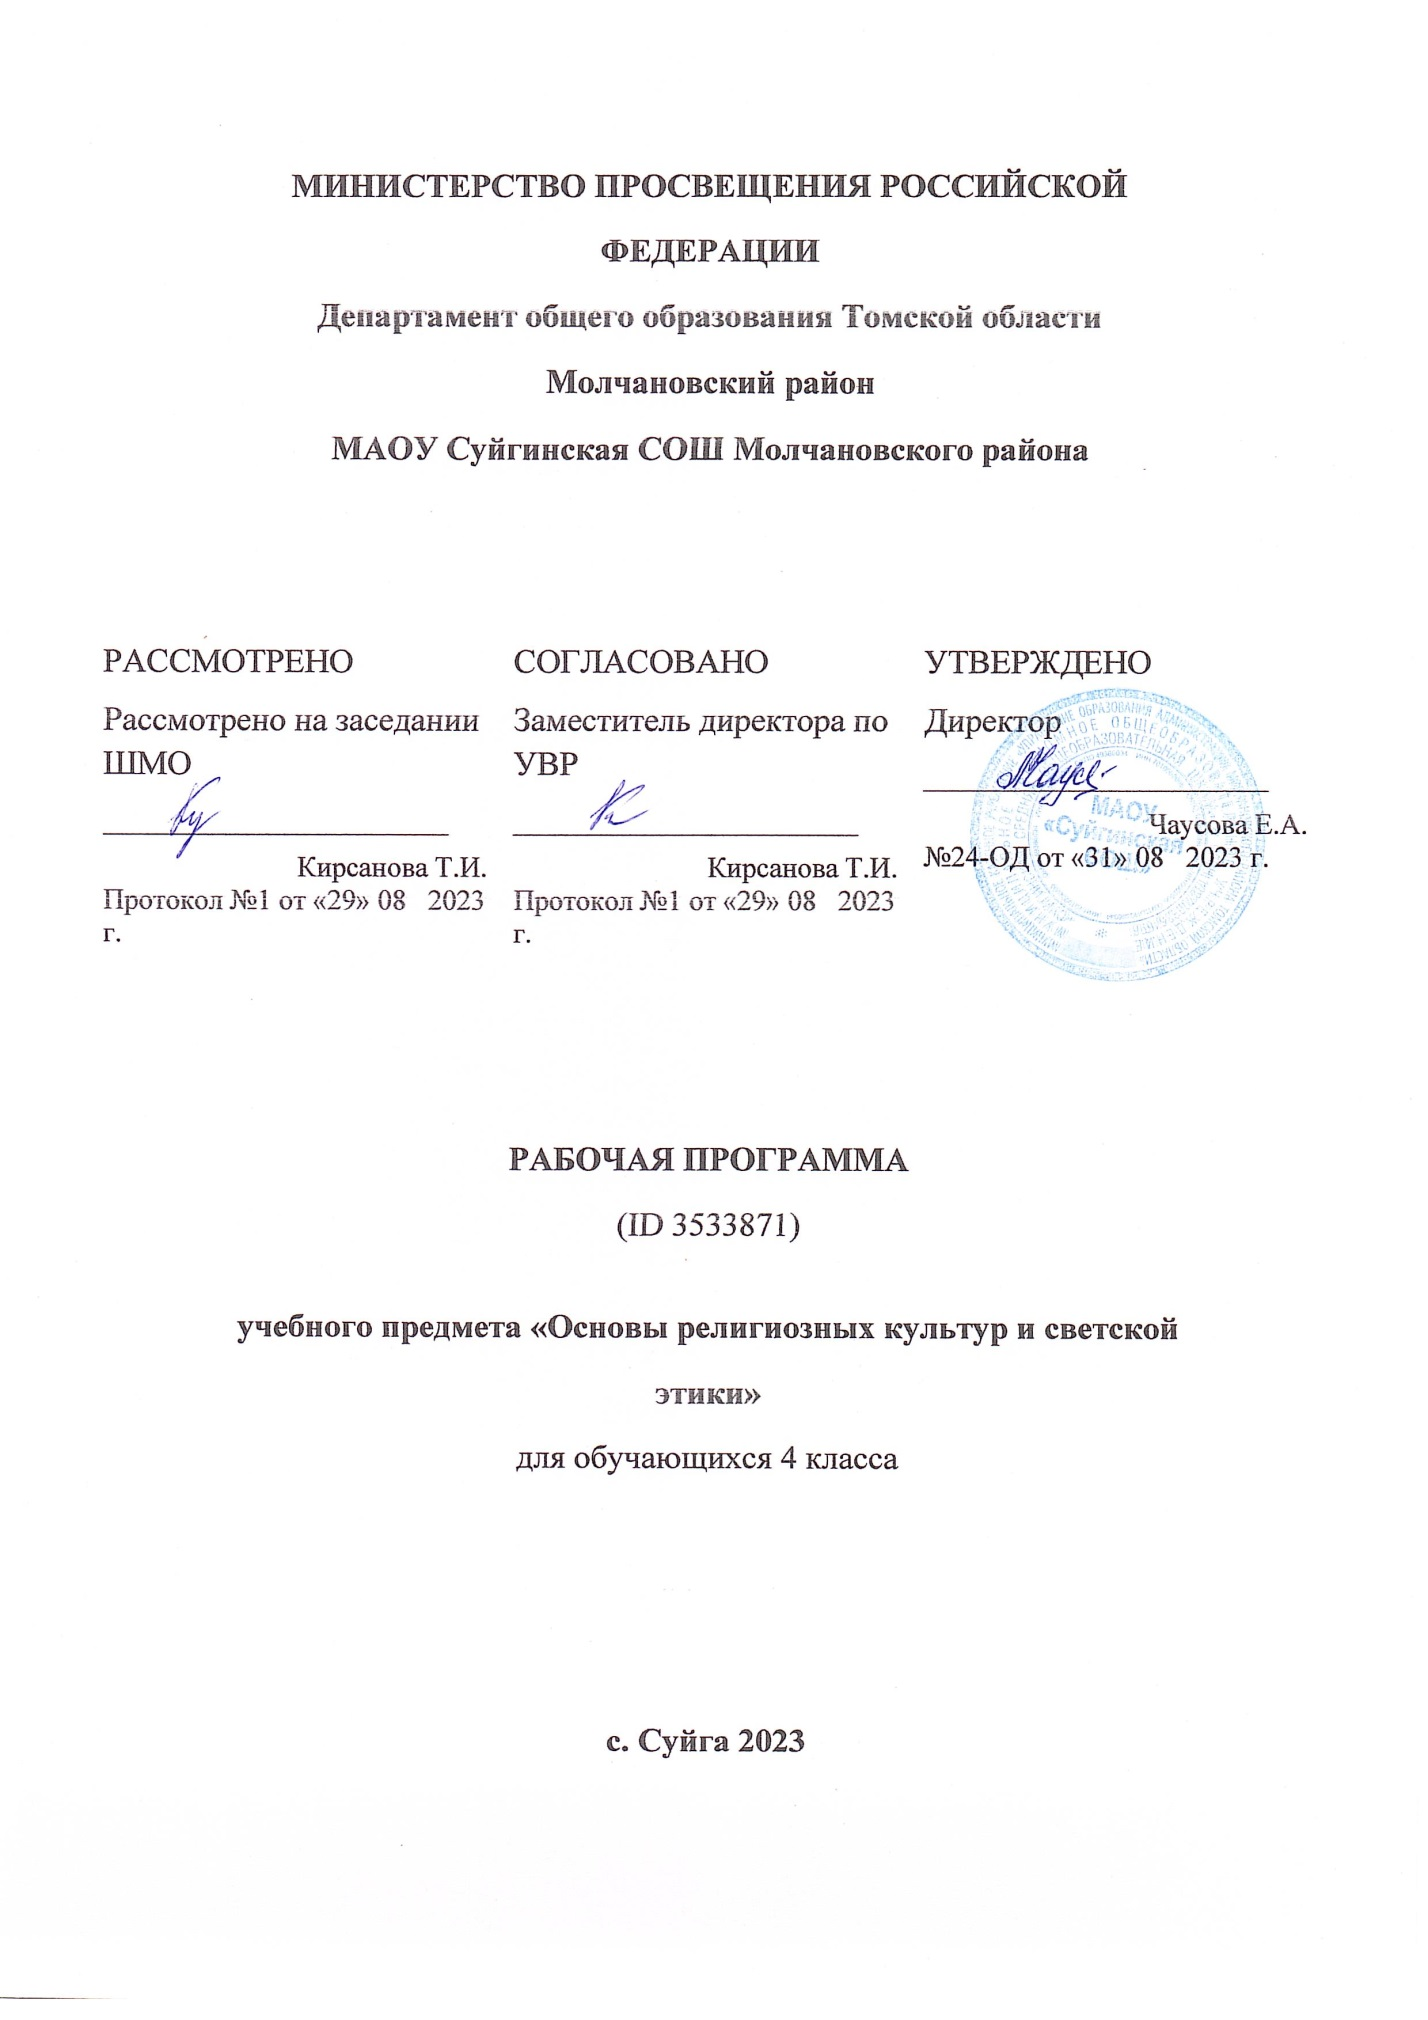 МИНИСТЕРСТВО ПРОСВЕЩЕНИЯ РОССИЙСКОЙ
ФЕДЕРАЦИИ
Департамент общего образования Томской области
Молчановский район
МАОУ Суйгинская СОШ Молчановского района
РАССМОТРЕНО
Рассмотрено на заседании
ШМО
Кирсанова Т.И.
Протокол №1 от «29» 08 2023
г.
СОГЛАСОВАНО
Заместитель директора по
УВР
Кирсанова Т.И.
Протокол №1 от «29» 08 2023
г.
УТВЕРЖДЕНО
Директор
Чаусова Е.А.
№24-ОД от «31» 08 2023 г.
МАОУ
«Суйгинская
СОШ»
РАБОЧАЯ ПРОГРАММА
(ID 3533871)
учебного предмета «Основы религиозных культур и светской
этики»
для обучающихся 4 класса
с. Суйга 2023